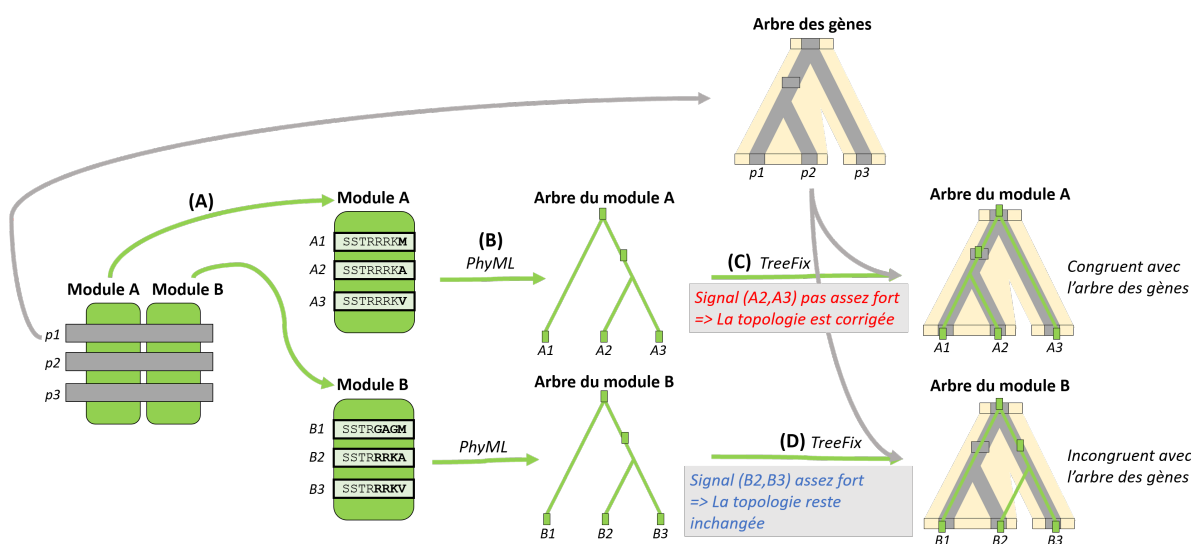 Arbre des gènes
p1 p2 p3
(A)
Module A
A1 SSTRRRKM
A2 SSTRRRKA
A3 SSTRRRKV
(B)
PhyML
Arbre du module A
A1 A2 A3
(C) TreeFix
Signal (A2,A3) pas assez fort
=> La topologie est corrigée
Arbre du module A
A1 A2 A3
Congruent avec
l’arbre des gènes
Module A Module B
p1
p2
p3
Module B
B1 SSTRGAGM
B2 SSTRRRKA
B3 SSTRRRKV
PhyML
Arbre du module B
B1 B2 B3
(D) TreeFix
Signal (B2,B3) assez fort
=> La topologie reste
inchangée
Arbre du module B
B1 B2 B3
Incongruent avec
l’arbre des gènes